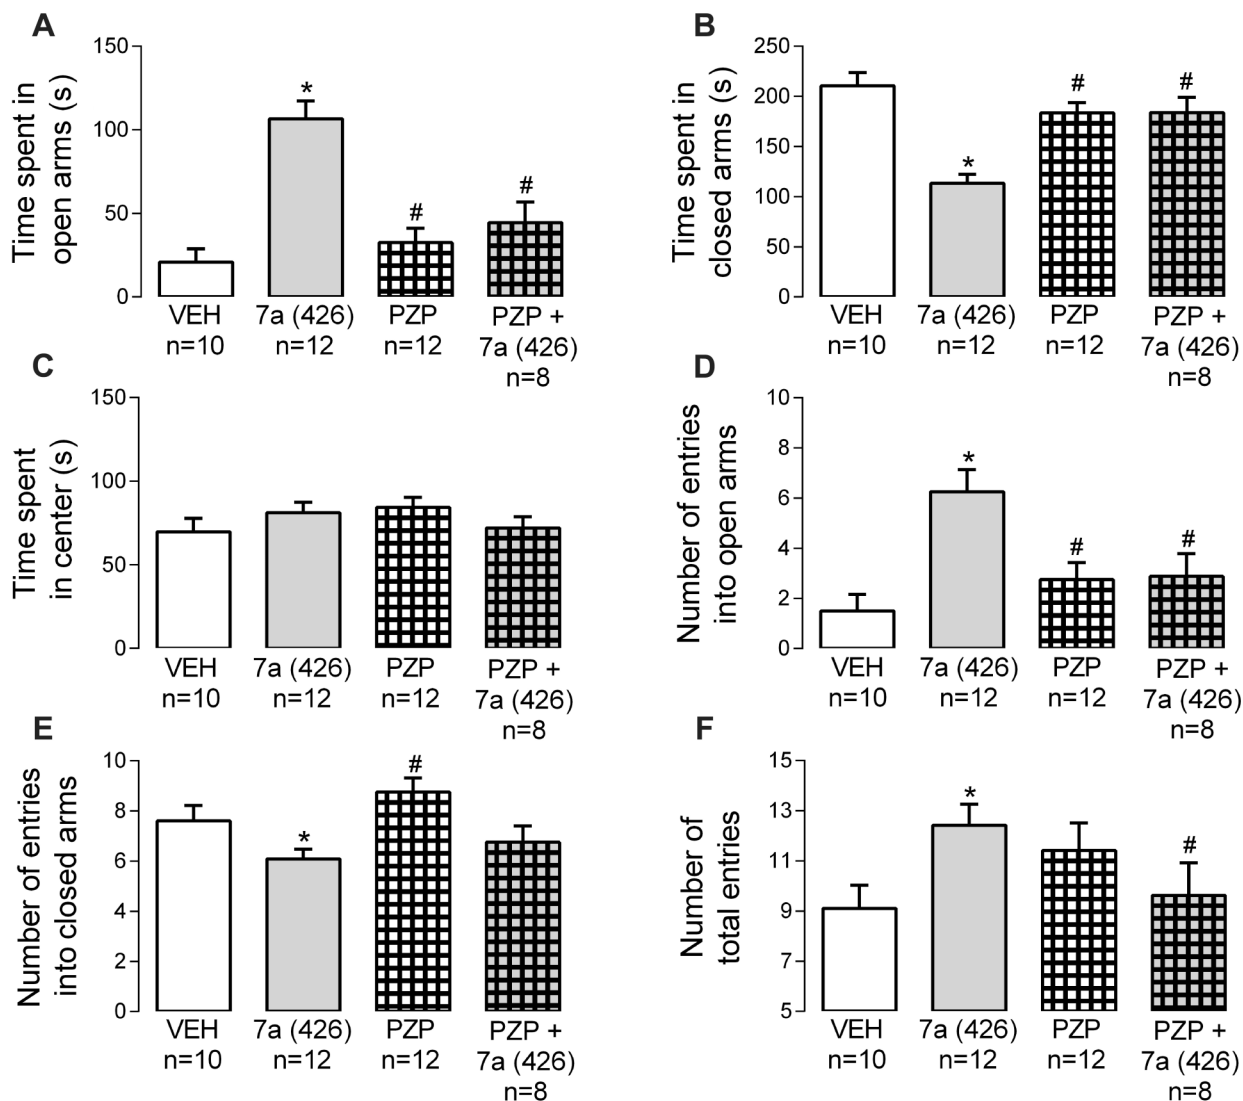 A
Time spent in
open arms (s)
150
100
50
0
*
#
#
VEH
n=10
7a (426)
n=12
PZP
n=12
PZP +
7a (426)
n=8
B
Time spent in
closed arms (s)
250
200
150
100
50
0
*
#
#
VEH
n=10
7a (426)
n=12
PZP
n=12
PZP +
7a (426)
n=8
C
Time spent
in center (s)
150
100
50
0
VEH
n=10
7a (426)
n=12
PZP
n=12
PZP +
7a (426)
n=8
D
Number of entries
into open arms
10
8
6
4
2
0
*
#
#
VEH
n=10
7a (426)
n=12
PZP
n=12
PZP +
7a (426)
n=8
E
Number of entries
into closed arms
10
8
6
4
2
0
*
#
VEH
n=10
7a (426)
n=12
PZP
n=12
PZP +
7a (426)
n=8
F
Number of
total entries
15
13
11
9
7
5
*
#
VEH
n=10
7a (426)
n=12
PZP
n=12
PZP +
7a (426)
n=8